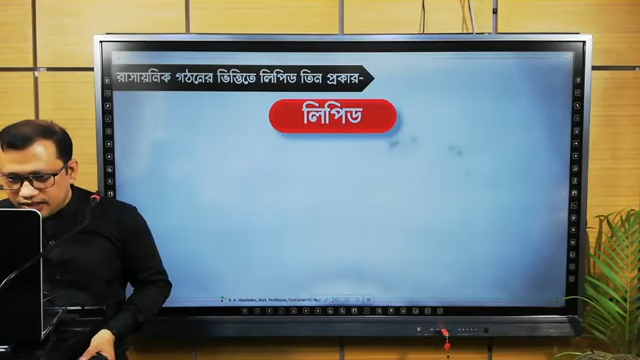 রাসায়নিক গঠনের ভিত্তিতে লিপিড তিন প্রকার-
লিপিড